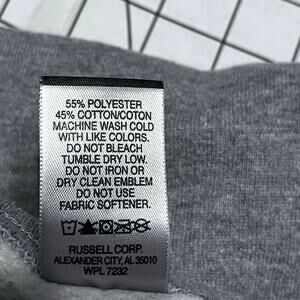 55% POLYESTER
45% COTTON/COTON
MACHINE WASH COLD
WITH LIKE COLORS.
DO NOT BLEACH
TUMBLE DRY LOW.
DO NOT IRON OR
DRY CLEAN EMBLEM
DO NOT USE
FABRIC SOFTENER.
RUSSELL CORP.
ALEXANDER CITY, AL 35010
WPL 7232